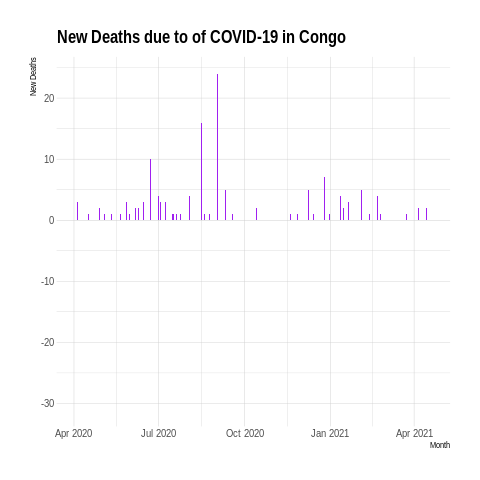 New Deaths due to of COVID-19 in Congo
New Deaths
20
10
0
-10
-20
-30
Apr 2020 Jul 2020 Oct 2020 Jan 2021 Apr 2021
Month